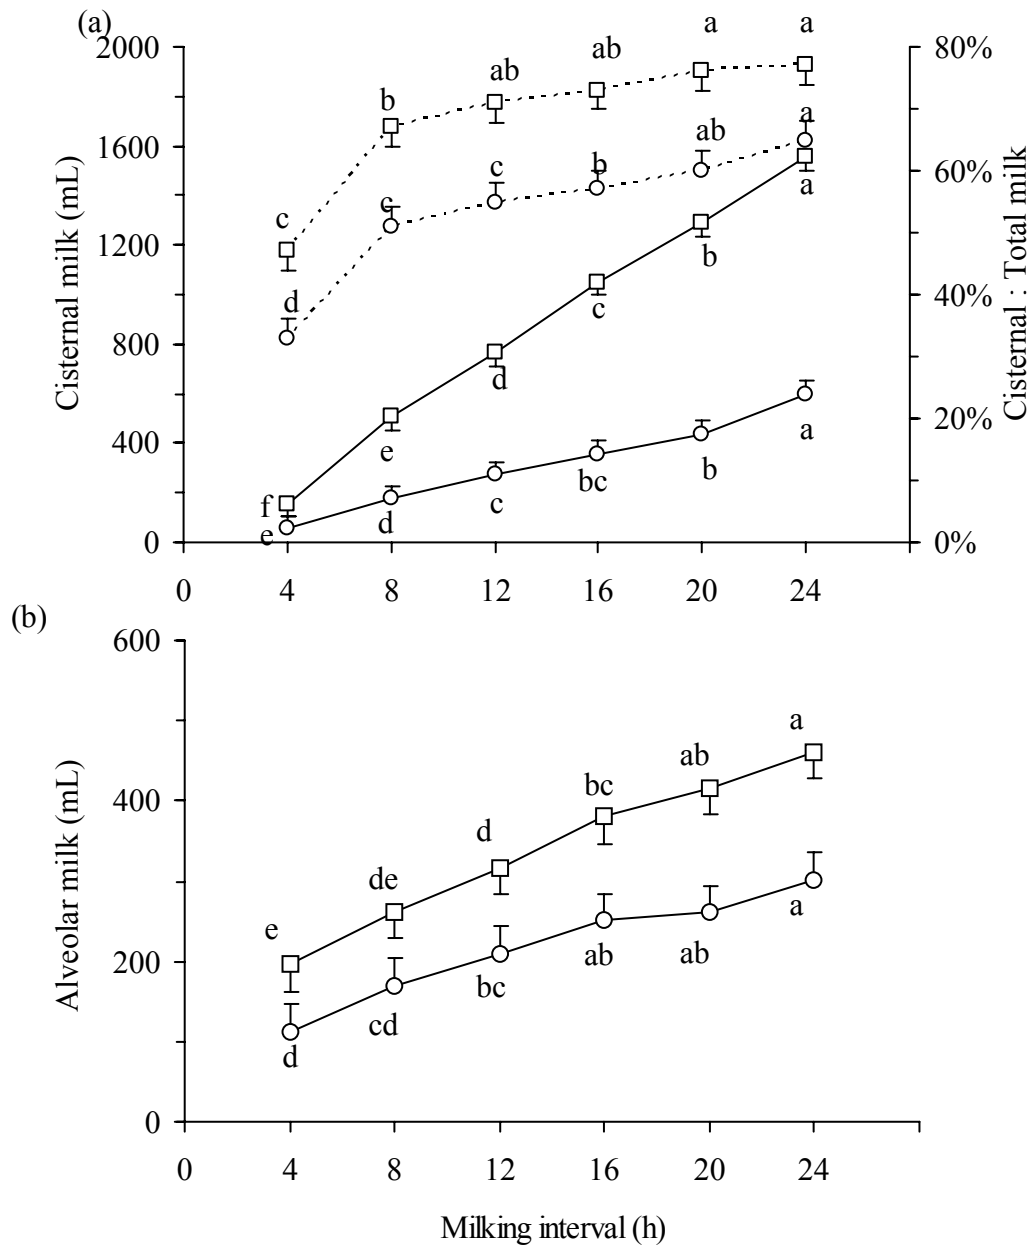 (a)
2000
1600
1200
800
400
0
Cisternal milk (mL)
80%
60%
40%
20%
0%
Cisternal : Total milk
c
b
ab
ab
a
a
d
c
c
b
ab
a
f
e
d
c
b
a
e
d
c
bc
b
a
0
4
8
12
16
20
24
(b)
600
400
200
0
Alveolar milk (mL)
e
de
d
bc
ab
a
d
cd
bc
ab
ab
a
0
4
8
12
16
20
24
Milking interval (h)